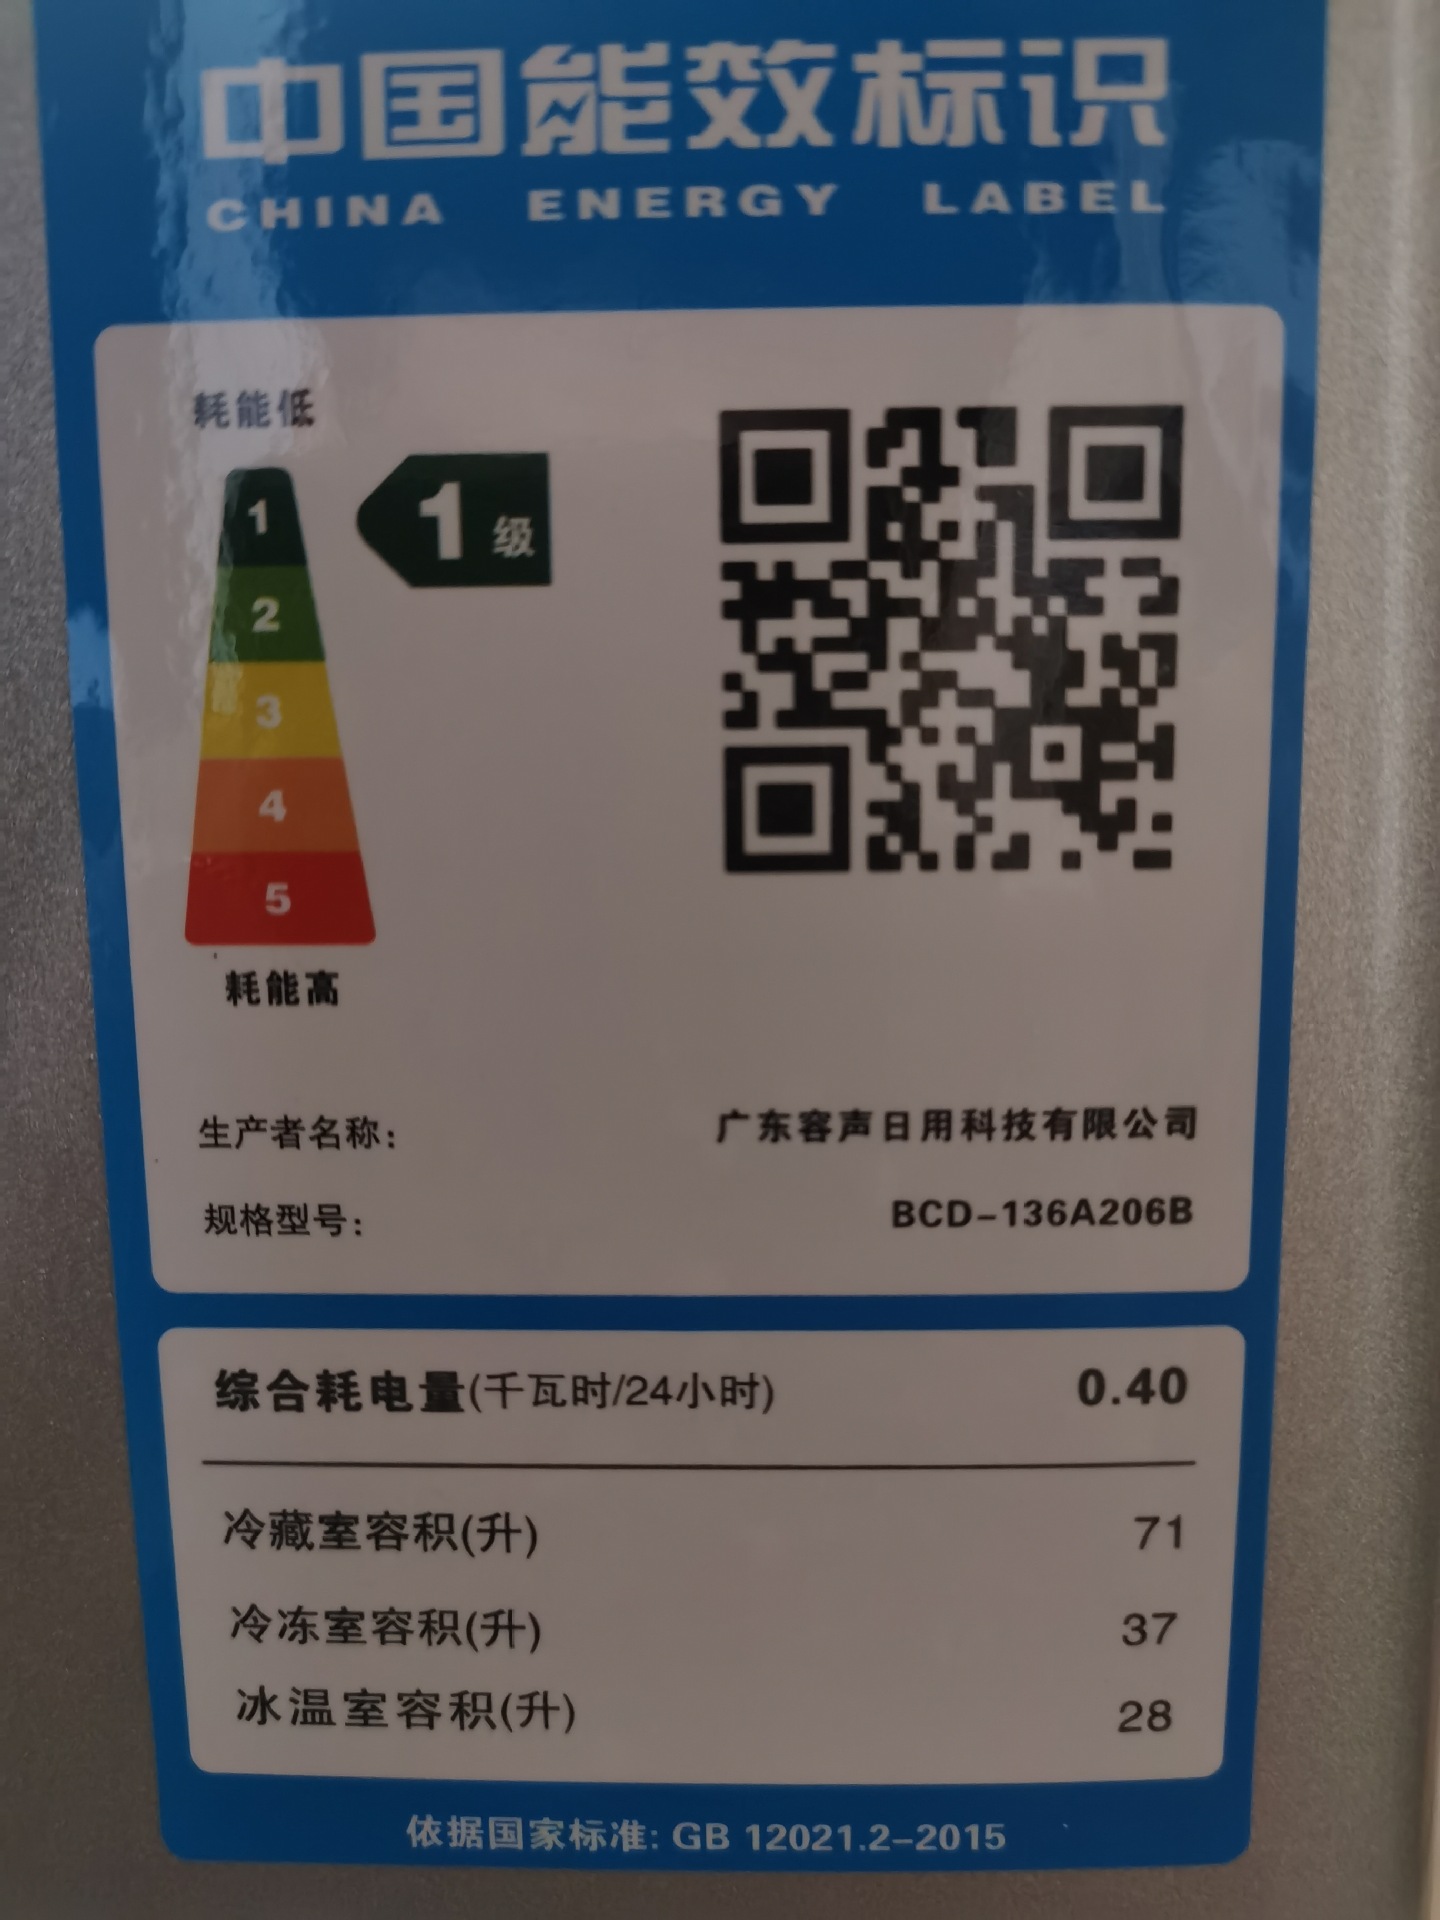 中国能效标识
CHINA ENERGY LABEL
耗能低
1
1级
2
3
4
5
耗能高
生产者名称： 广东容声日用科技有限公司
规格型号： BCD-136A206B
综合耗电量(千瓦时/24小时) 0.40
冷藏室容积(升) 71
冷冻室容积(升) 37
冰温室容积(升) 28
依据国家标准: GB 12021.2-2015